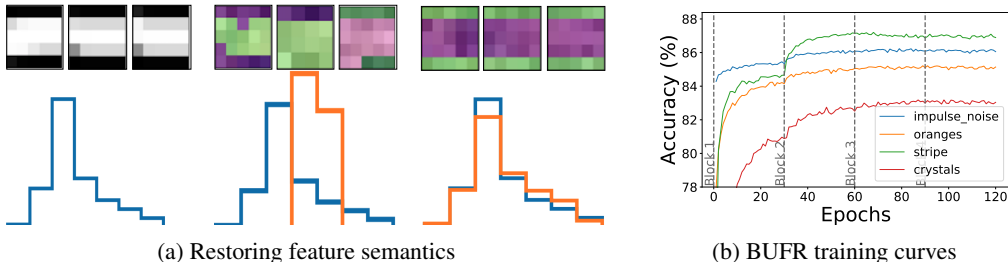 88
86
84
82
80
78
Accuracy (%)
Block 1
Block 2
Block 3
impulse_noise
oranges
stripe
crystals
20
40
60
80
100
120
Epochs
(a) Restoring feature semantics
(b) BUFR training curves